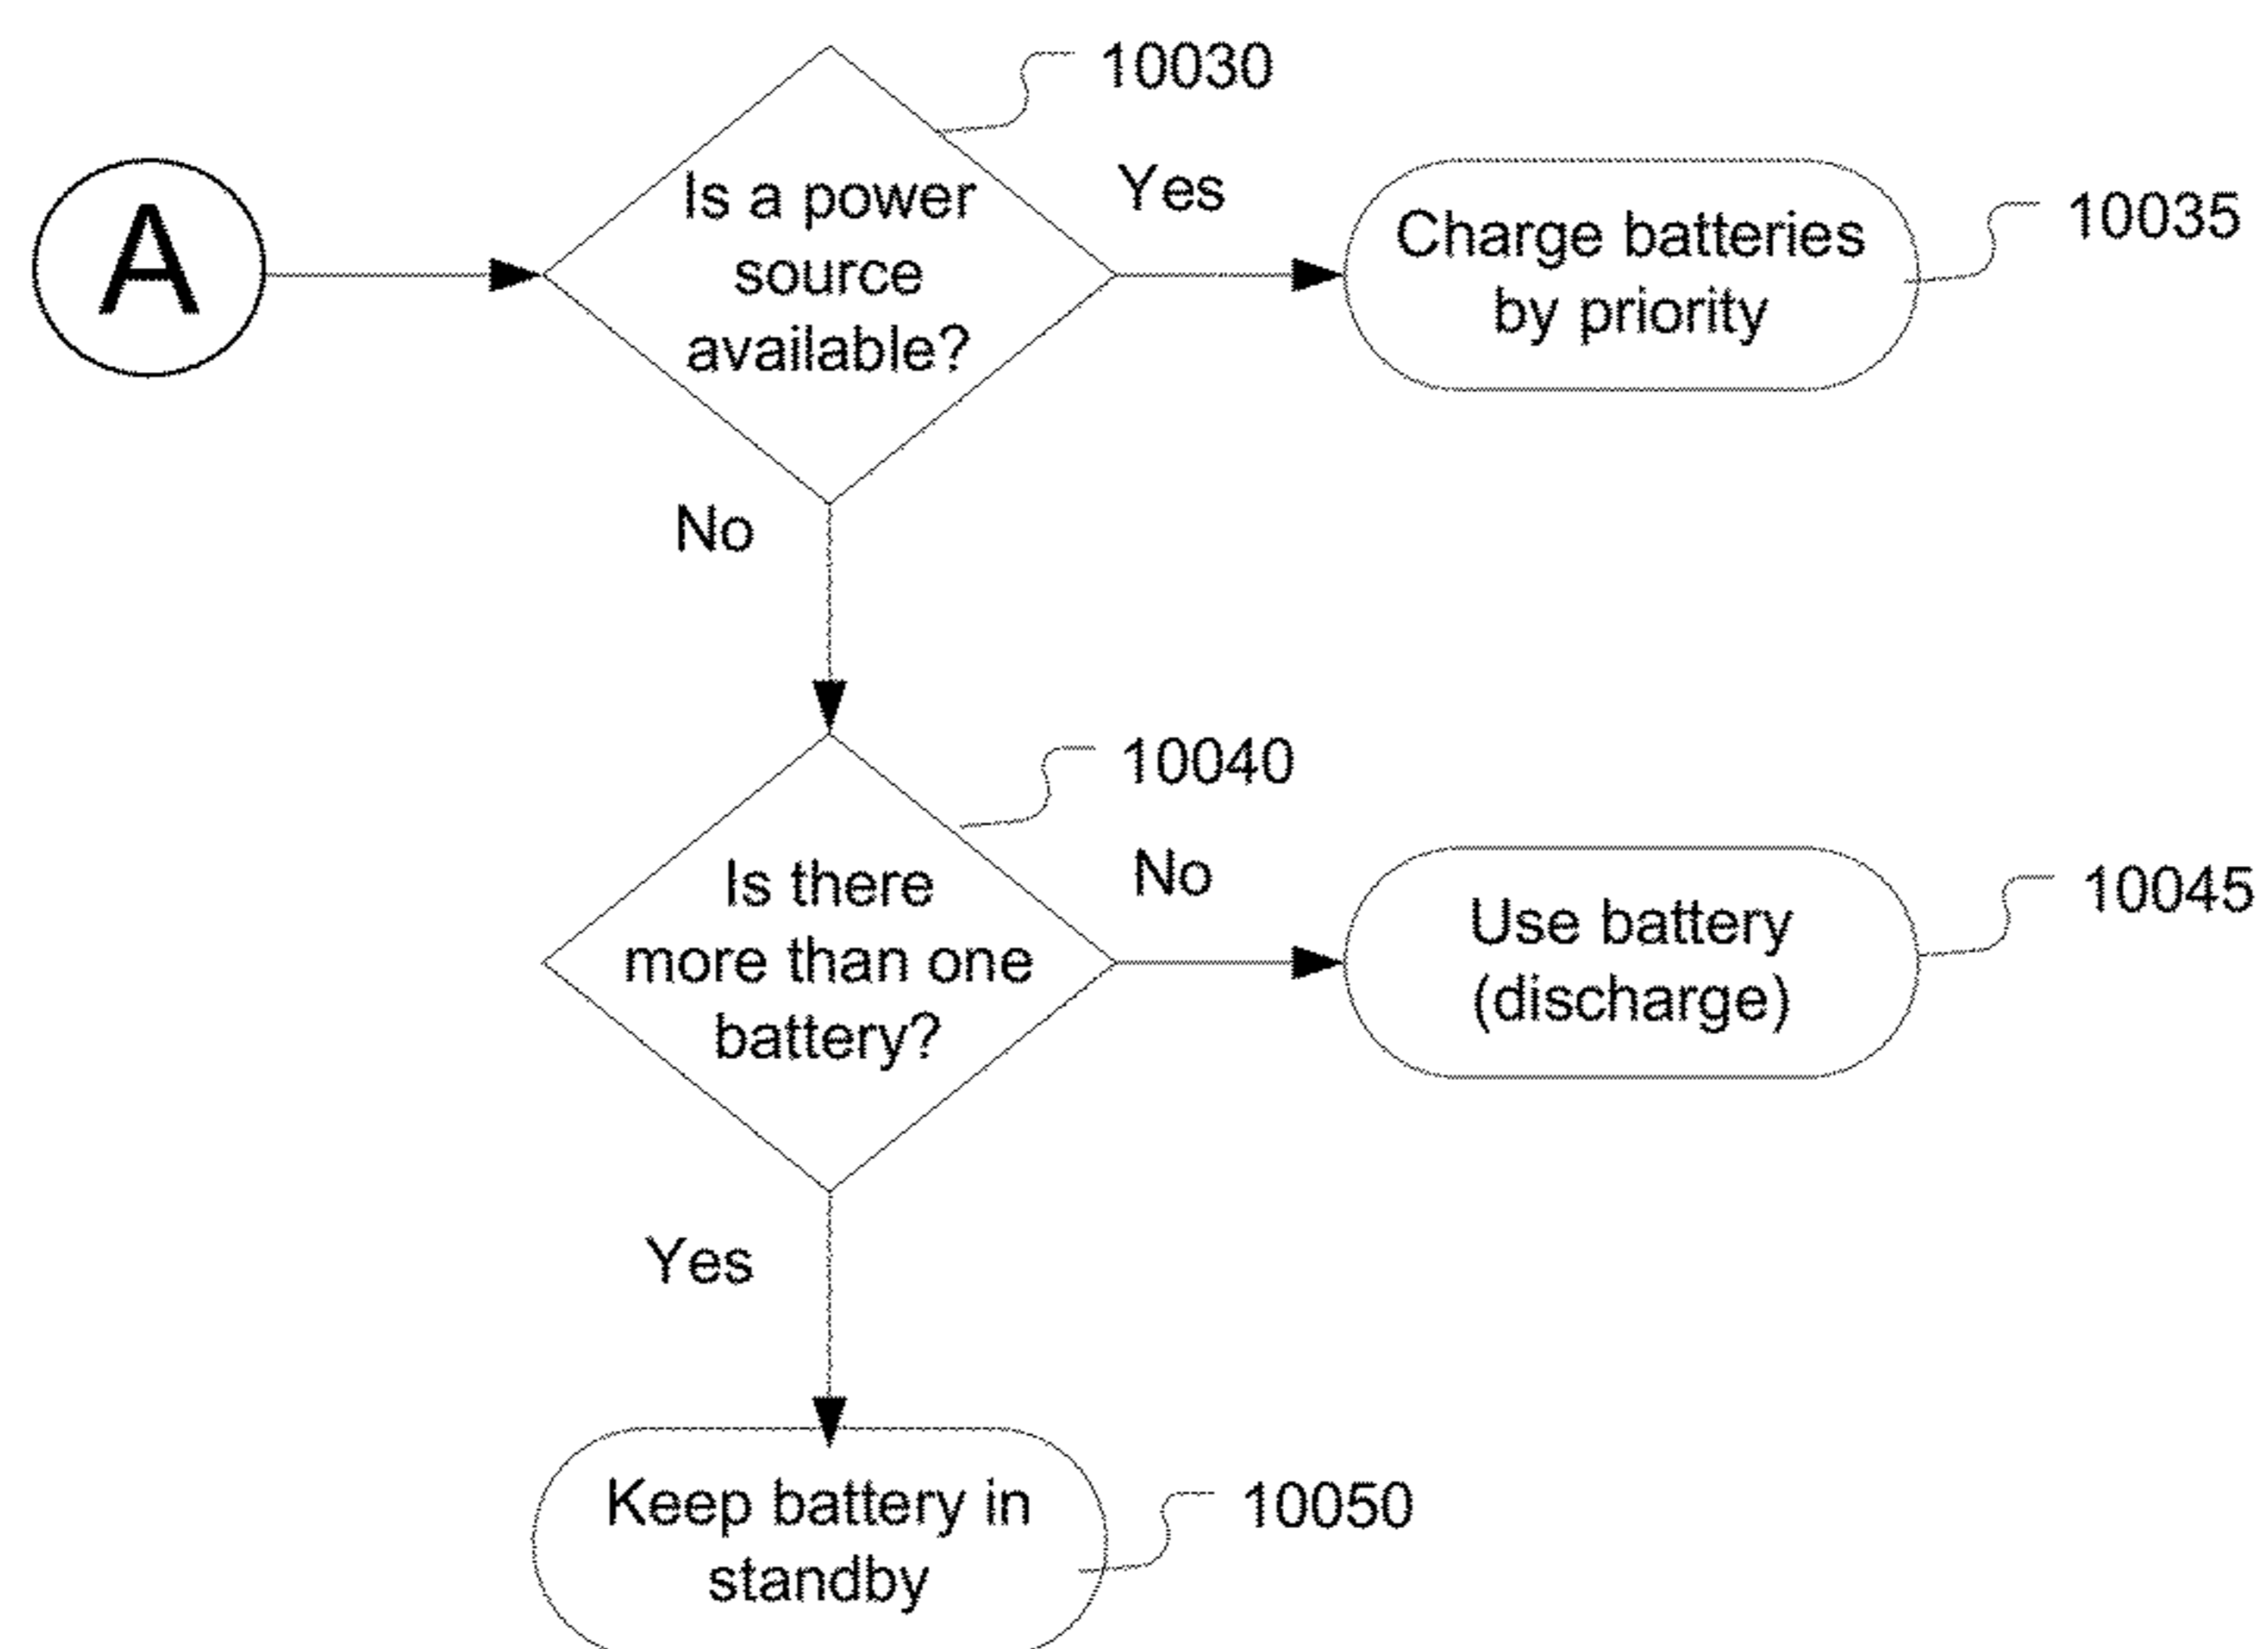 10030
A
Is a power
source
available?
Yes
Charge batteries
by priority
10035
No
10040
Is there
more than one
battery?
No
Use battery
(discharge)
10045
Yes
Keep battery in
standby
10050